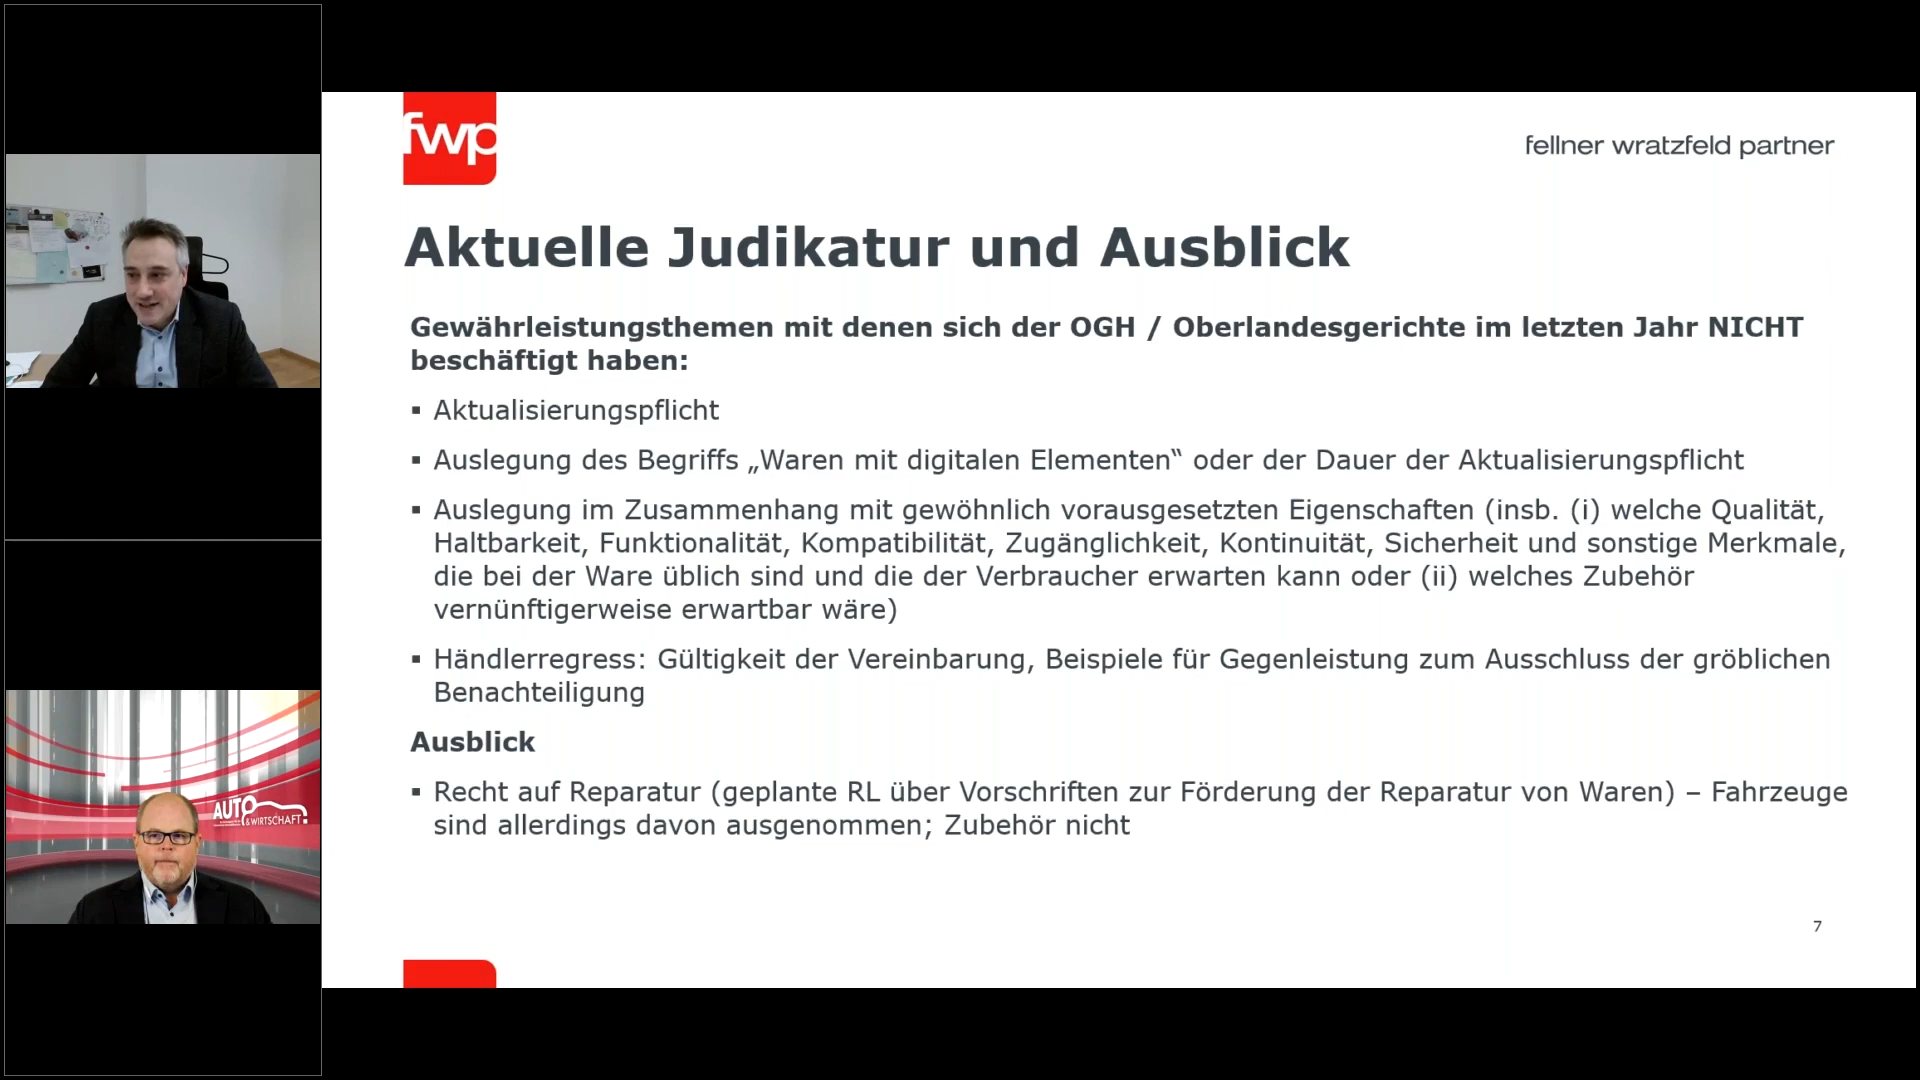 fwp
fellner wratzfeld partner
Aktuelle Judikatur und Ausblick
Gewährleistungsthemen mit denen sich der OGH / Oberlandesgerichte im letzten Jahr NICHT
beschäftigt haben:
▪ Aktualisierungspflicht
▪ Auslegung des Begriffs „Waren mit digitalen Elementen“ oder der Dauer der Aktualisierungspflicht
▪ Auslegung im Zusammenhang mit gewöhnlich vorausgesetzten Eigenschaften (insb. (i) welche Qualität,
Haltbarkeit, Funktionalität, Kompatibilität, Zugänglichkeit, Kontinuität, Sicherheit und sonstige Merkmale,
die bei der Ware üblich sind und die der Verbraucher erwarten kann oder (ii) welches Zubehör
vernünftigerweise erwartbar wäre)
▪ Händlerregress: Gültigkeit der Vereinbarung, Beispiele für Gegenleistung zum Ausschluss der gröblichen
Benachteiligung
Ausblick
▪ Recht auf Reparatur (geplante RL über Vorschriften zur Förderung der Reparatur von Waren) – Fahrzeuge
sind allerdings davon ausgenommen; Zubehör nicht
7
AUTO
& WIRTSCHAFT